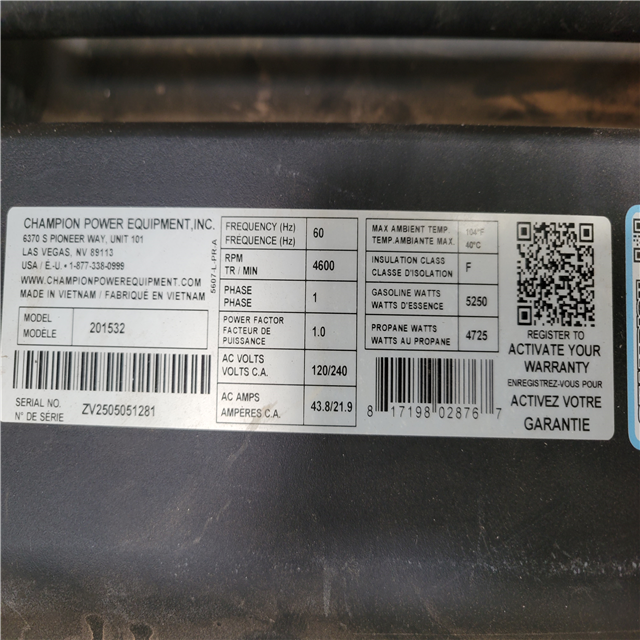 CHAMPION POWER EQUIPMENT, INC.
6370 S PIONEER WAY, UNIT 101
LAS VEGAS, NV 89113
USA / É.-U. • 1-877-338-0999
WWW.CHAMPIONPOWEREQUIPMENT.COM
MADE IN VIETNAM / FABRIQUÉ EN VIETNAM
MODEL
MODÈLE
201532
SERIAL NO.
N° DE SÉRIE
ZV2505051281
5607-L-PR-A
FREQUENCY (Hz)
FRÉQUENCE (Hz)
60
RPM
TR / MIN
4600
PHASE
PHASE
1
POWER FACTOR
FACTEUR DE
PUISSANCE
1.0
AC VOLTS
VOLTS C.A.
120/240
AC AMPS
AMPÈRES C.A.
43.8/21.9
MAX AMBIENT TEMP.
TEMP. AMBIANTE MAX.
104°F
40°C
INSULATION CLASS
CLASSE D'ISOLATION
F
GASOLINE WATTS
WATTS D'ESSENCE
5250
PROPANE WATTS
WATTS AU PROPANE
4725
8 17198 02876 7
REGISTER TO
ACTIVATE YOUR
WARRANTY
ENREGISTREZ-VOUS POUR
ACTIVEZ VOTRE
GARANTIE